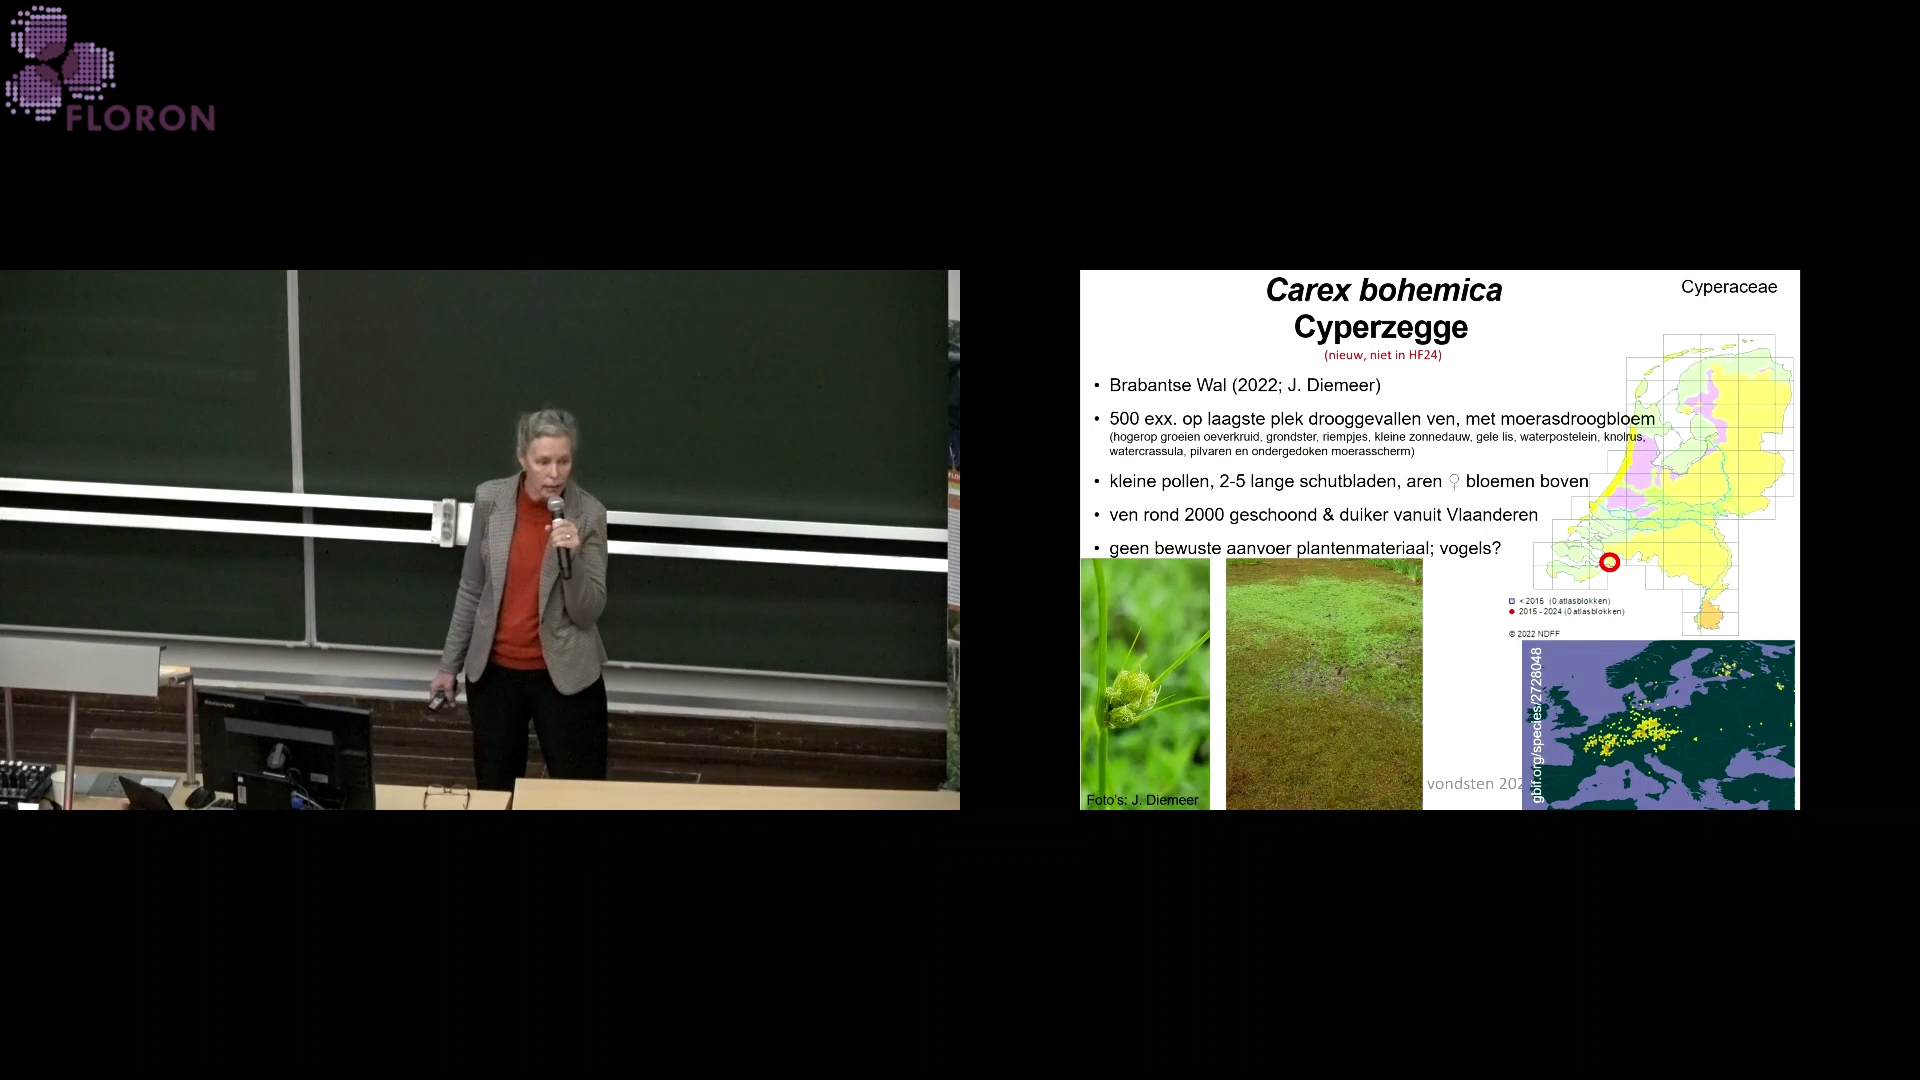 FLORON
Carex bohemica
Cyperaceae
Cyperzegge
(nieuw, niet in HF24)
• Brabantse Wal (2022; J. Diemeer)
• 500 exx. op laagste plek drooggevallen ven, met moerasdroogbloem
(hogerop groeien oeverkruid, grondster, riempjes, kleine zonnedauw, gele lis, waterpostelein, knolrus,
watercrassula, pilvaren en ondergedoken moerasscherm)
• kleine pollen, 2-5 lange schutbladen, aren ♀ bloemen boven
• ven rond 2000 geschoond & duiker vanuit Vlaanderen
• geen bewuste aanvoer plantenmateriaal; vogels?
< 2015 (0 atlasblokken)
2015 - 2024 (0 atlasblokken)
© 2022 NDFF
gbif.org/species/2728048
vondsten 202
Foto's: J. Diemeer